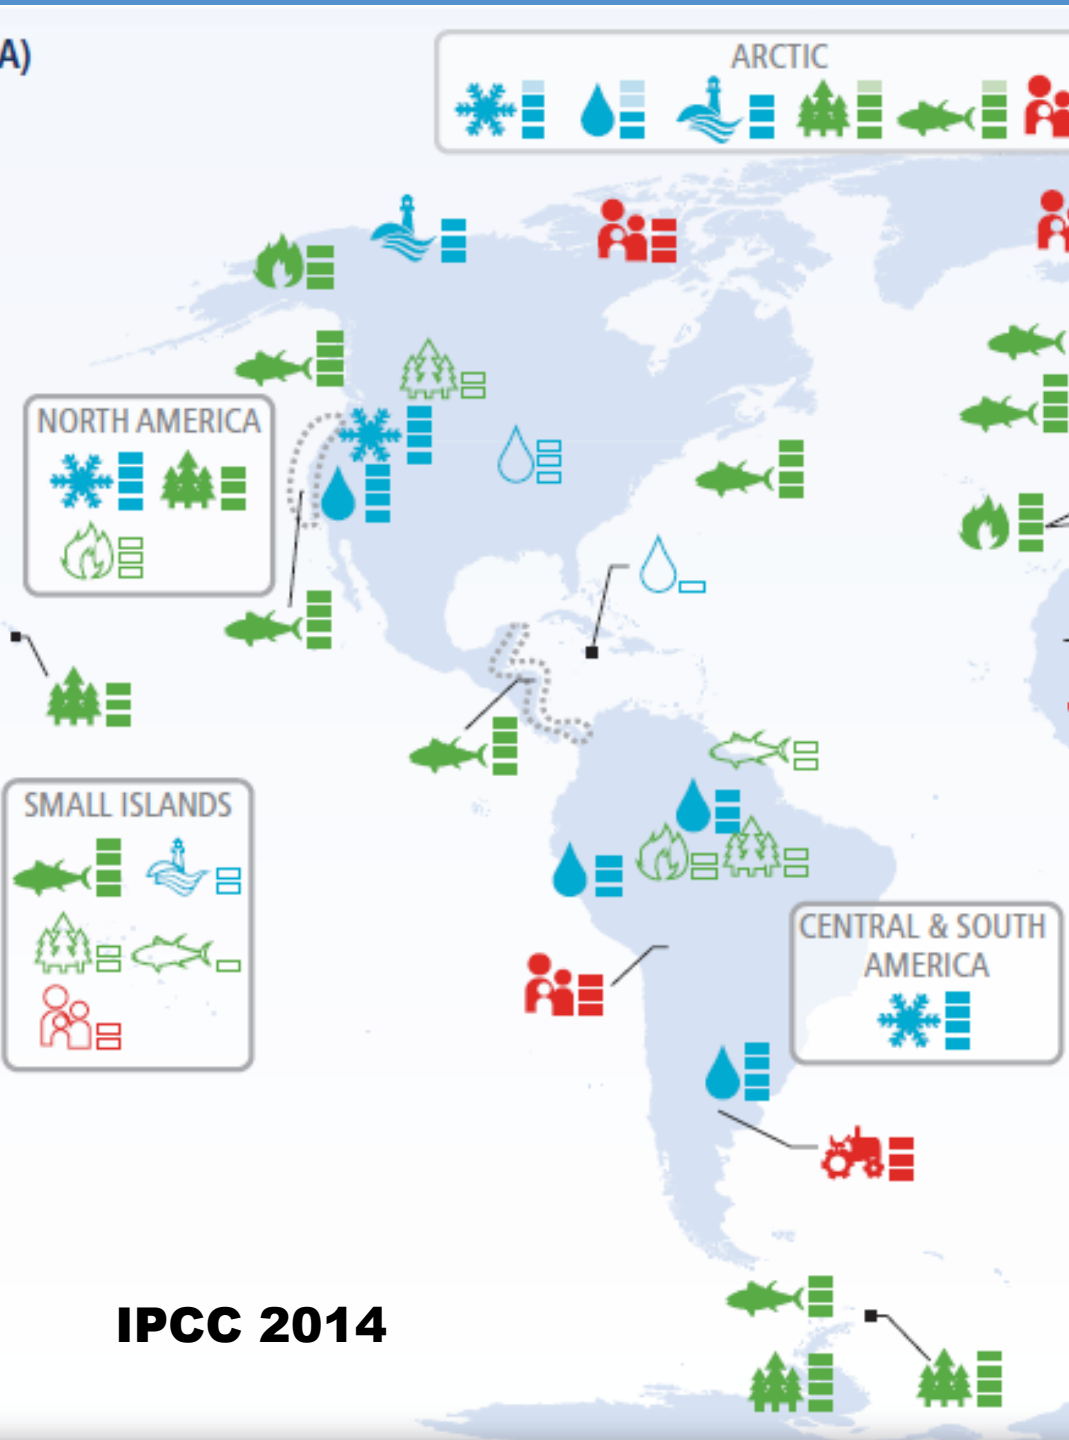 A)
ARCTIC
NORTH AMERICA
SMALL ISLANDS
CENTRAL & SOUTH
AMERICA
IPCC 2014